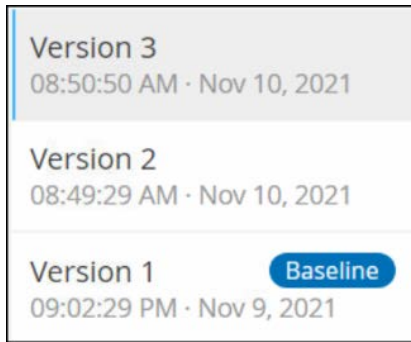 Version 3
08:50:50 AM · Nov 10, 2021
Version 2
08:49:29 AM · Nov 10, 2021
Version 1 Baseline
09:02:29 PM · Nov 9, 2021